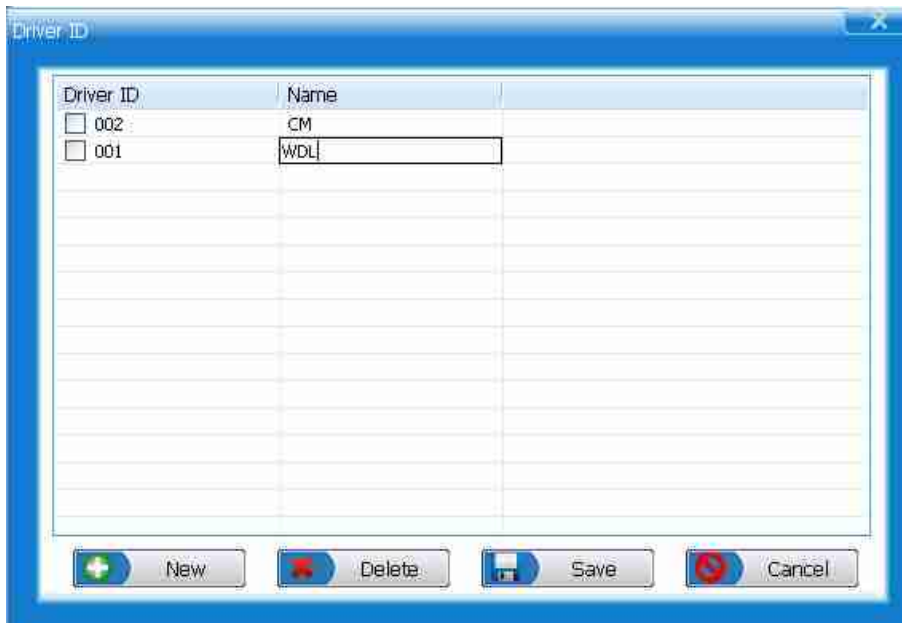 Driver ID
Driver ID Name
002 CM
001 WDL
New Delete Save Cancel